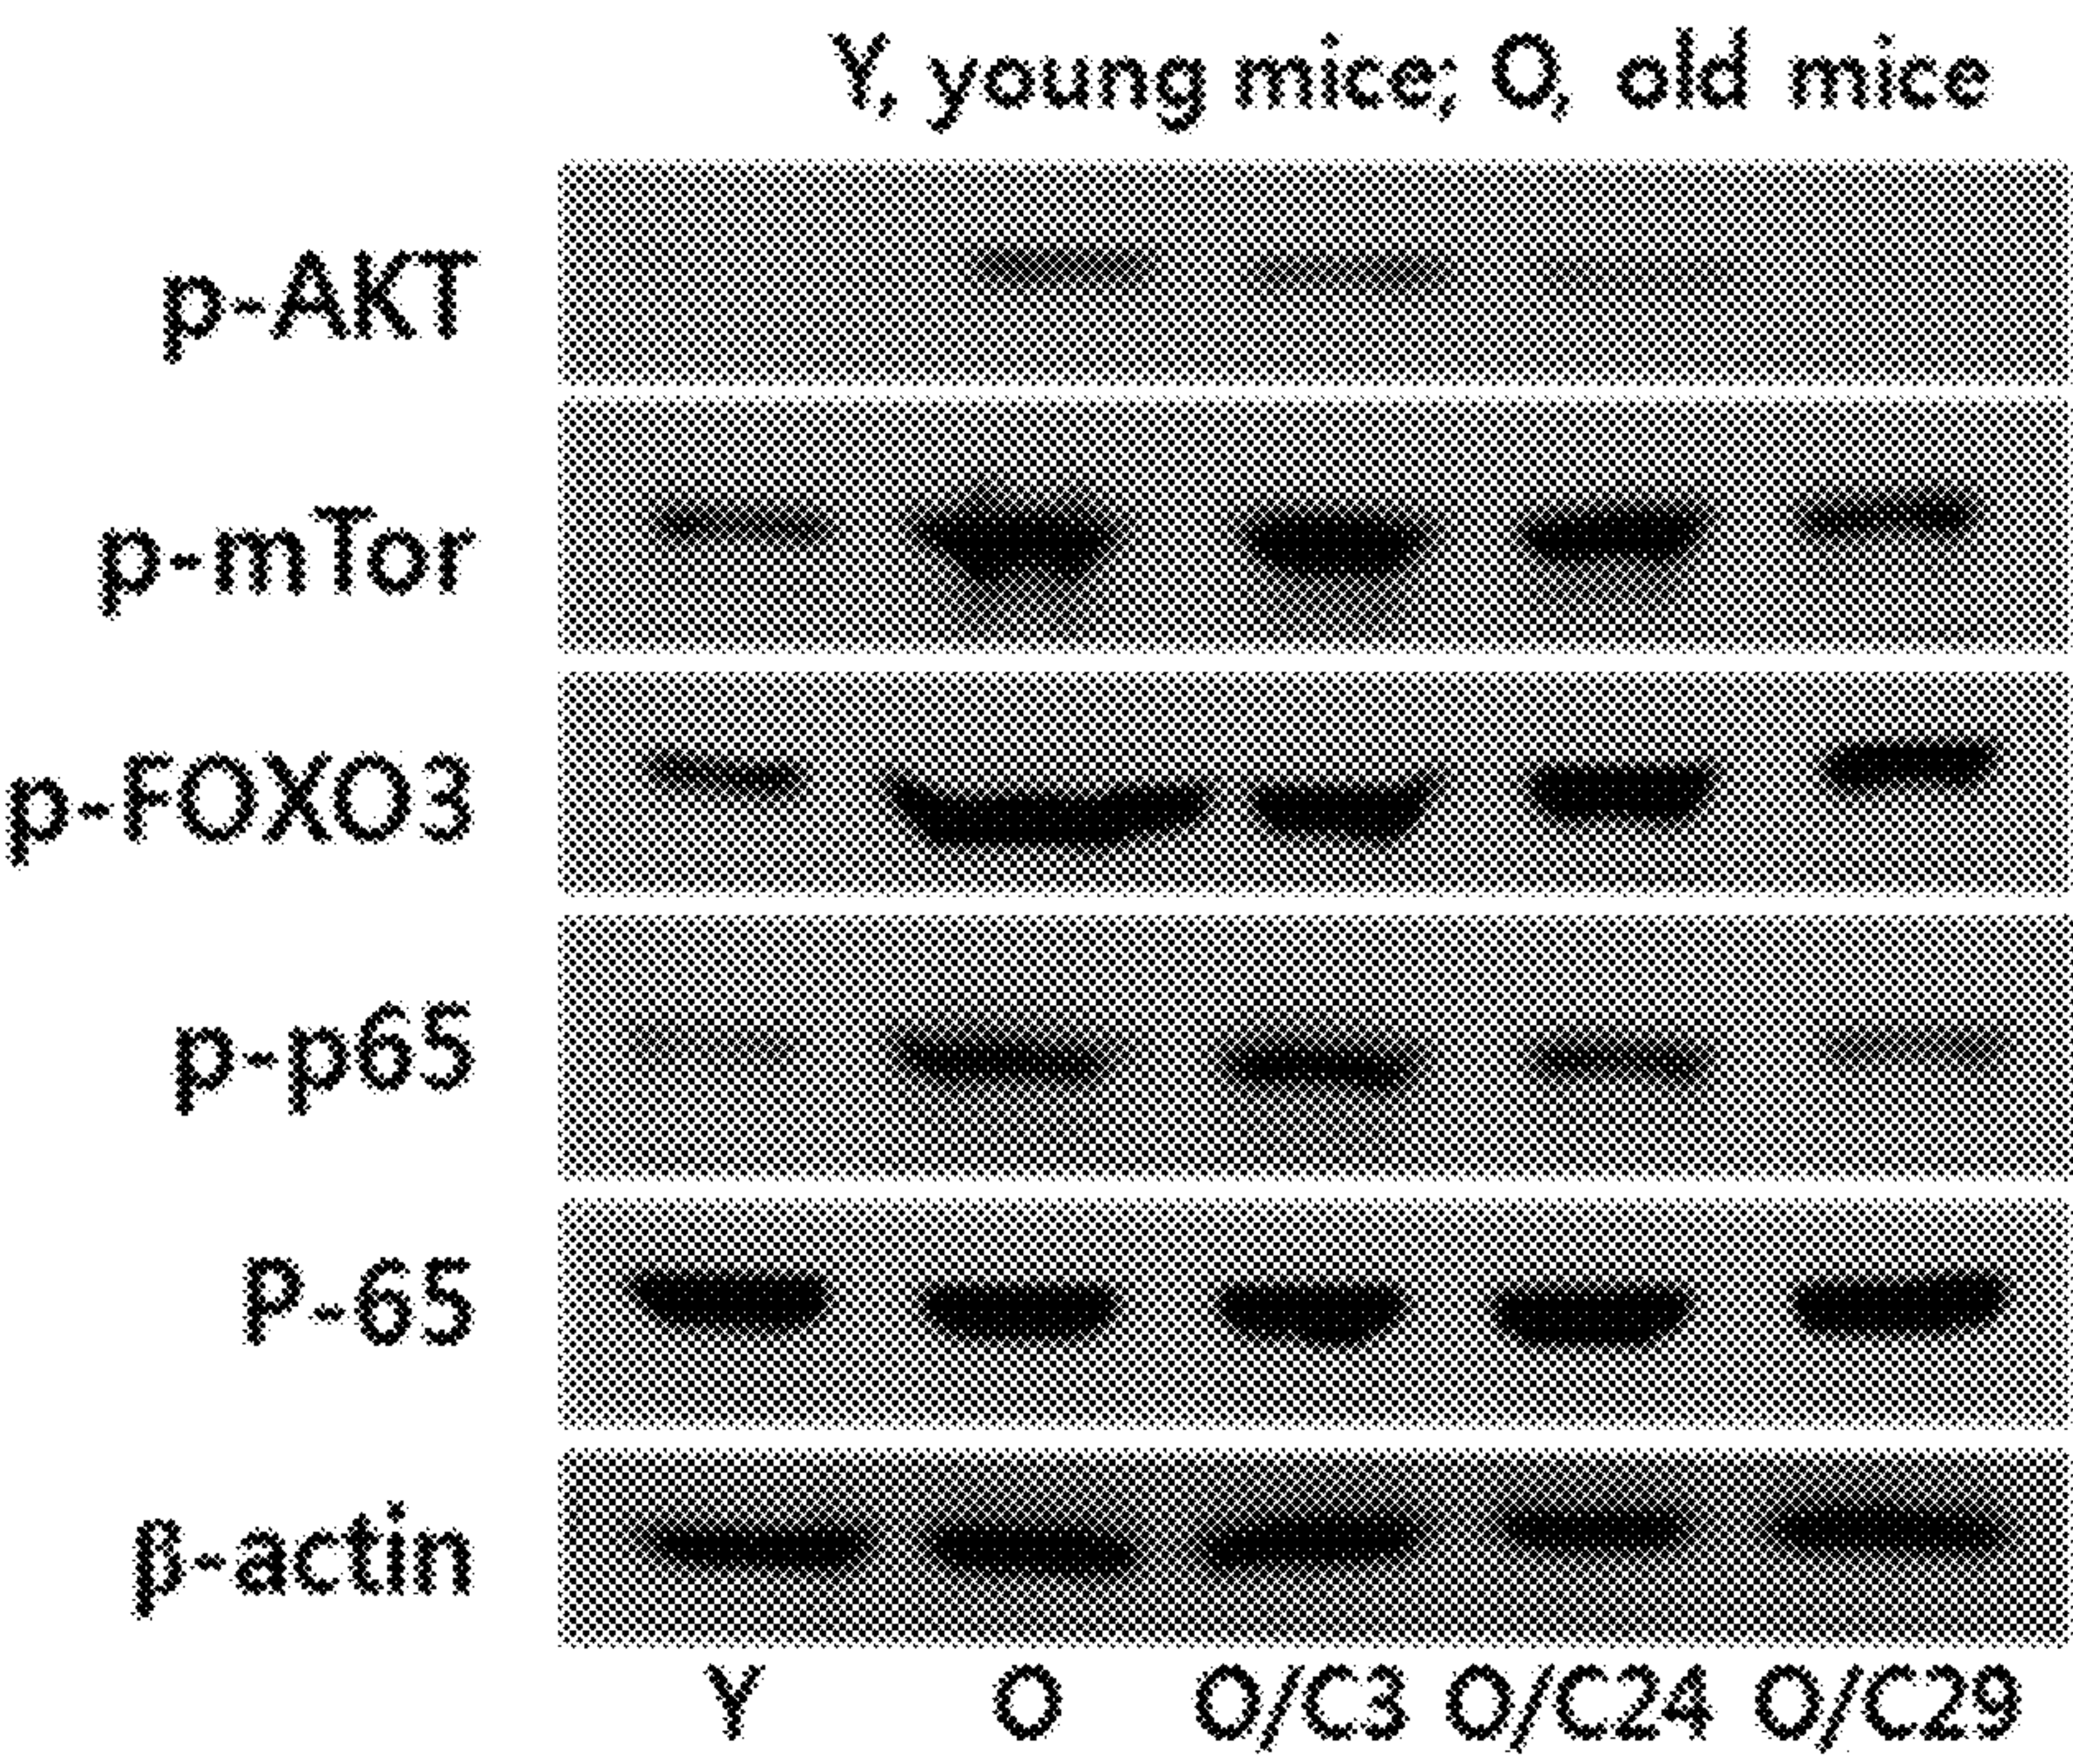 Y, young mice; O, old mice
p-AKT
p-mTor
p-FOXO3
p-p65
P-65
β-actin
Y O O/C3 O/C24 O/C29